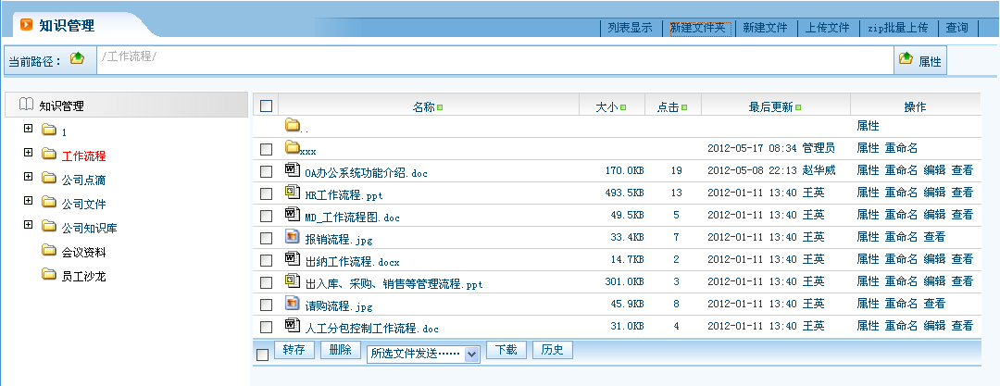 知识管理
列表显示 新建文件夹 新建文件 上传文件 zip批量上传 查询
当前路径： /工作流程/ 属性
知识管理
1
工作流程
公司点滴
公司文件
公司知识库
会议资料
员工沙龙
名称 大小 点击 最后更新 操作
.. 属性
xxx 2012-05-17 08:34 管理员 属性 重命名
OA办公系统功能介绍.doc 170.0KB 19 2012-05-08 22:13 赵华威 属性 重命名 编辑 查看
HR工作流程.ppt 493.5KB 13 2012-01-11 13:40 王英 属性 重命名 编辑 查看
MD_工作流程图.doc 49.5KB 5 2012-01-11 13:40 王英 属性 重命名 编辑 查看
报销流程.jpg 33.4KB 7 2012-01-11 13:40 王英 属性 重命名 查看
出纳工作流程.docx 14.7KB 2 2012-01-11 13:40 王英 属性 重命名 编辑 查看
出入库、采购、销售等管理流程.ppt 301.0KB 3 2012-01-11 13:40 王英 属性 重命名 编辑 查看
请购流程.jpg 45.9KB 8 2012-01-11 13:40 王英 属性 重命名 查看
人工分包控制工作流程.doc 31.0KB 4 2012-01-11 13:40 王英 属性 重命名 编辑 查看
转存 删除 所选文件发送…… 下载 历史